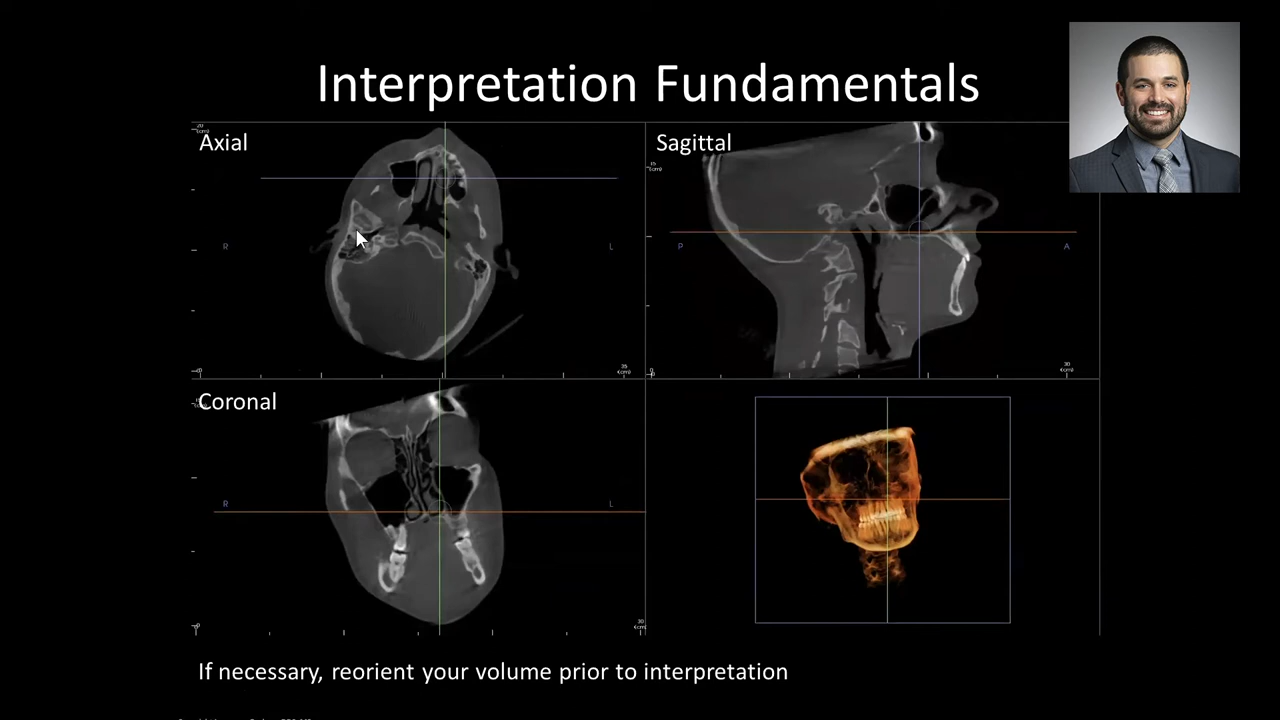 Interpretation Fundamentals
Axial
Sagittal
R
L
P
A
Coronal
R
L
If necessary, reorient your volume prior to interpretation